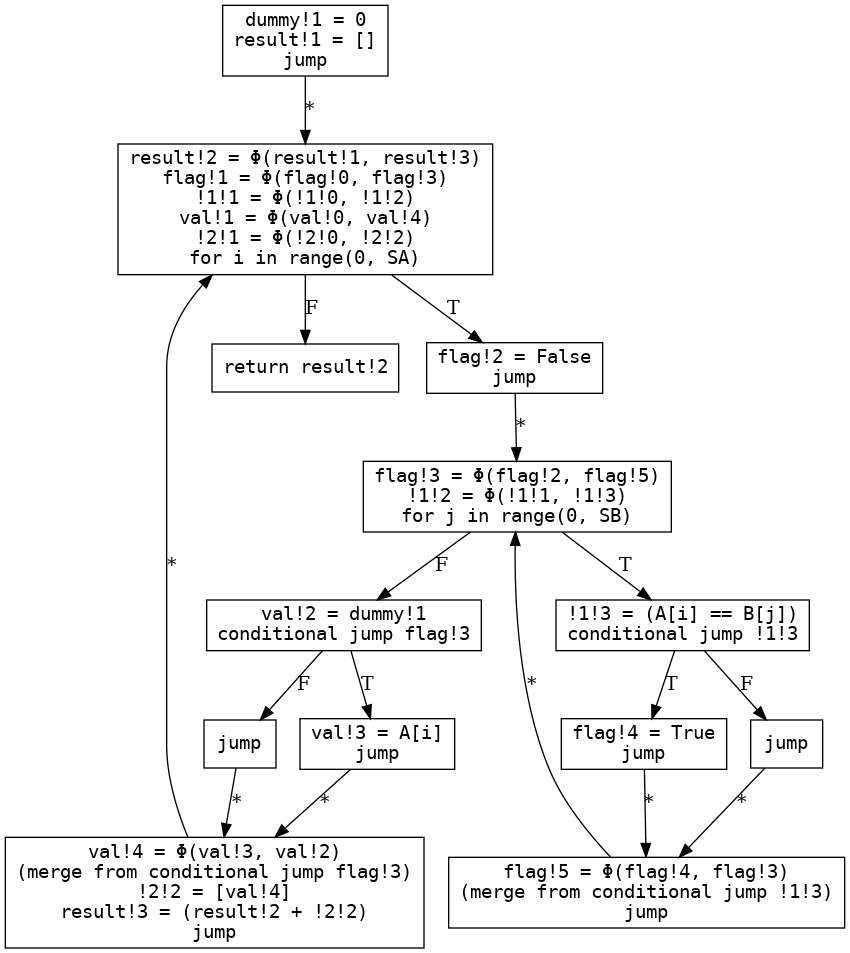 dummy!1 = 0
result!1 = []
jump
*
result!2 = Φ(result!1, result!3)
flag!1 = Φ(flag!0, flag!3)
!1!1 = Φ(!1!0, !1!2)
val!1 = Φ(val!0, val!4)
!2!1 = Φ(!2!0, !2!2)
for i in range(0, SA)
F
T
return result!2
flag!2 = False
jump
*
flag!3 = Φ(flag!2, flag!5)
!1!2 = Φ(!1!1, !1!3)
for j in range(0, SB)
*
F
T
val!2 = dummy!1
conditional jump flag!3
!1!3 = (A[i] == B[j])
conditional jump !1!3
F
T
*
T
F
jump
val!3 = A[i]
jump
flag!4 = True
jump
jump
*
*
*
*
val!4 = Φ(val!3, val!2)
(merge from conditional jump flag!3)
!2!2 = [val!4]
result!3 = (result!2 + !2!2)
jump
flag!5 = Φ(flag!4, flag!3)
(merge from conditional jump !1!3)
jump